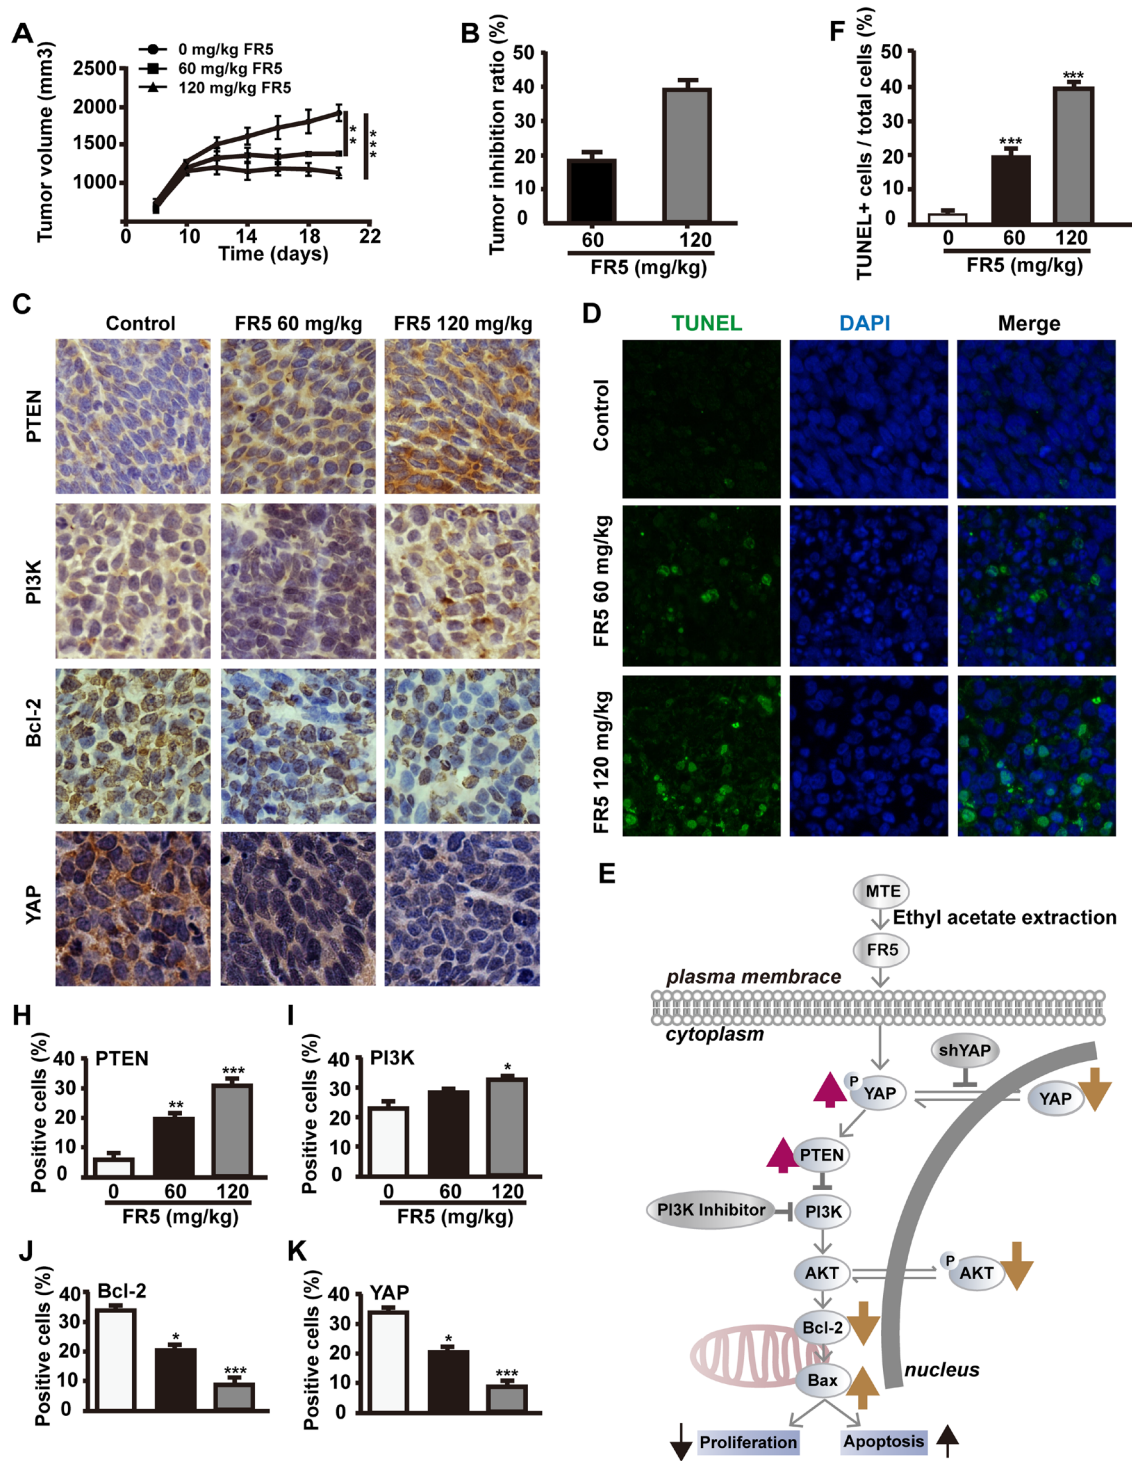 A
0 mg/kg FR5
60 mg/kg FR5
120 mg/kg FR5
Tumor volume (mm3)
2500
2000
1500
1000
0 10 14 18 22
Time (days)
**
***
B
Tumor inhibition ratio (%)
50
40
30
20
10
0
60 120
FR5 (mg/kg)
F
TUNEL+ cells / total cells (%)
50
40
30
20
10
0
***
***
0 60 120
FR5 (mg/kg)
C
Control FR5 60 mg/kg FR5 120 mg/kg
PTEN
PI3K
Bcl-2
YAP
D
TUNEL DAPI Merge
Control
FR5 60 mg/kg
FR5 120 mg/kg
E
MTE
Ethyl acetate extraction
FR5
plasma membrace
cytoplasm
shYAP
P
YAP
YAP
PTEN
PI3K Inhibitor
PI3K
AKT
P
AKT
Bcl-2
Bax
nucleus
Proliferation
Apoptosis
H
PTEN
Positive cells (%)
40
30
20
10
0
**
***
0 60 120
FR5 (mg/kg)
I
PI3K
Positive cells (%)
40
30
20
10
0
*
0 60 120
FR5 (mg/kg)
J
Bcl-2
Positive cells (%)
40
30
20
10
0
*
***
K
YAP
Positive cells (%)
40
30
20
10
0
*
***